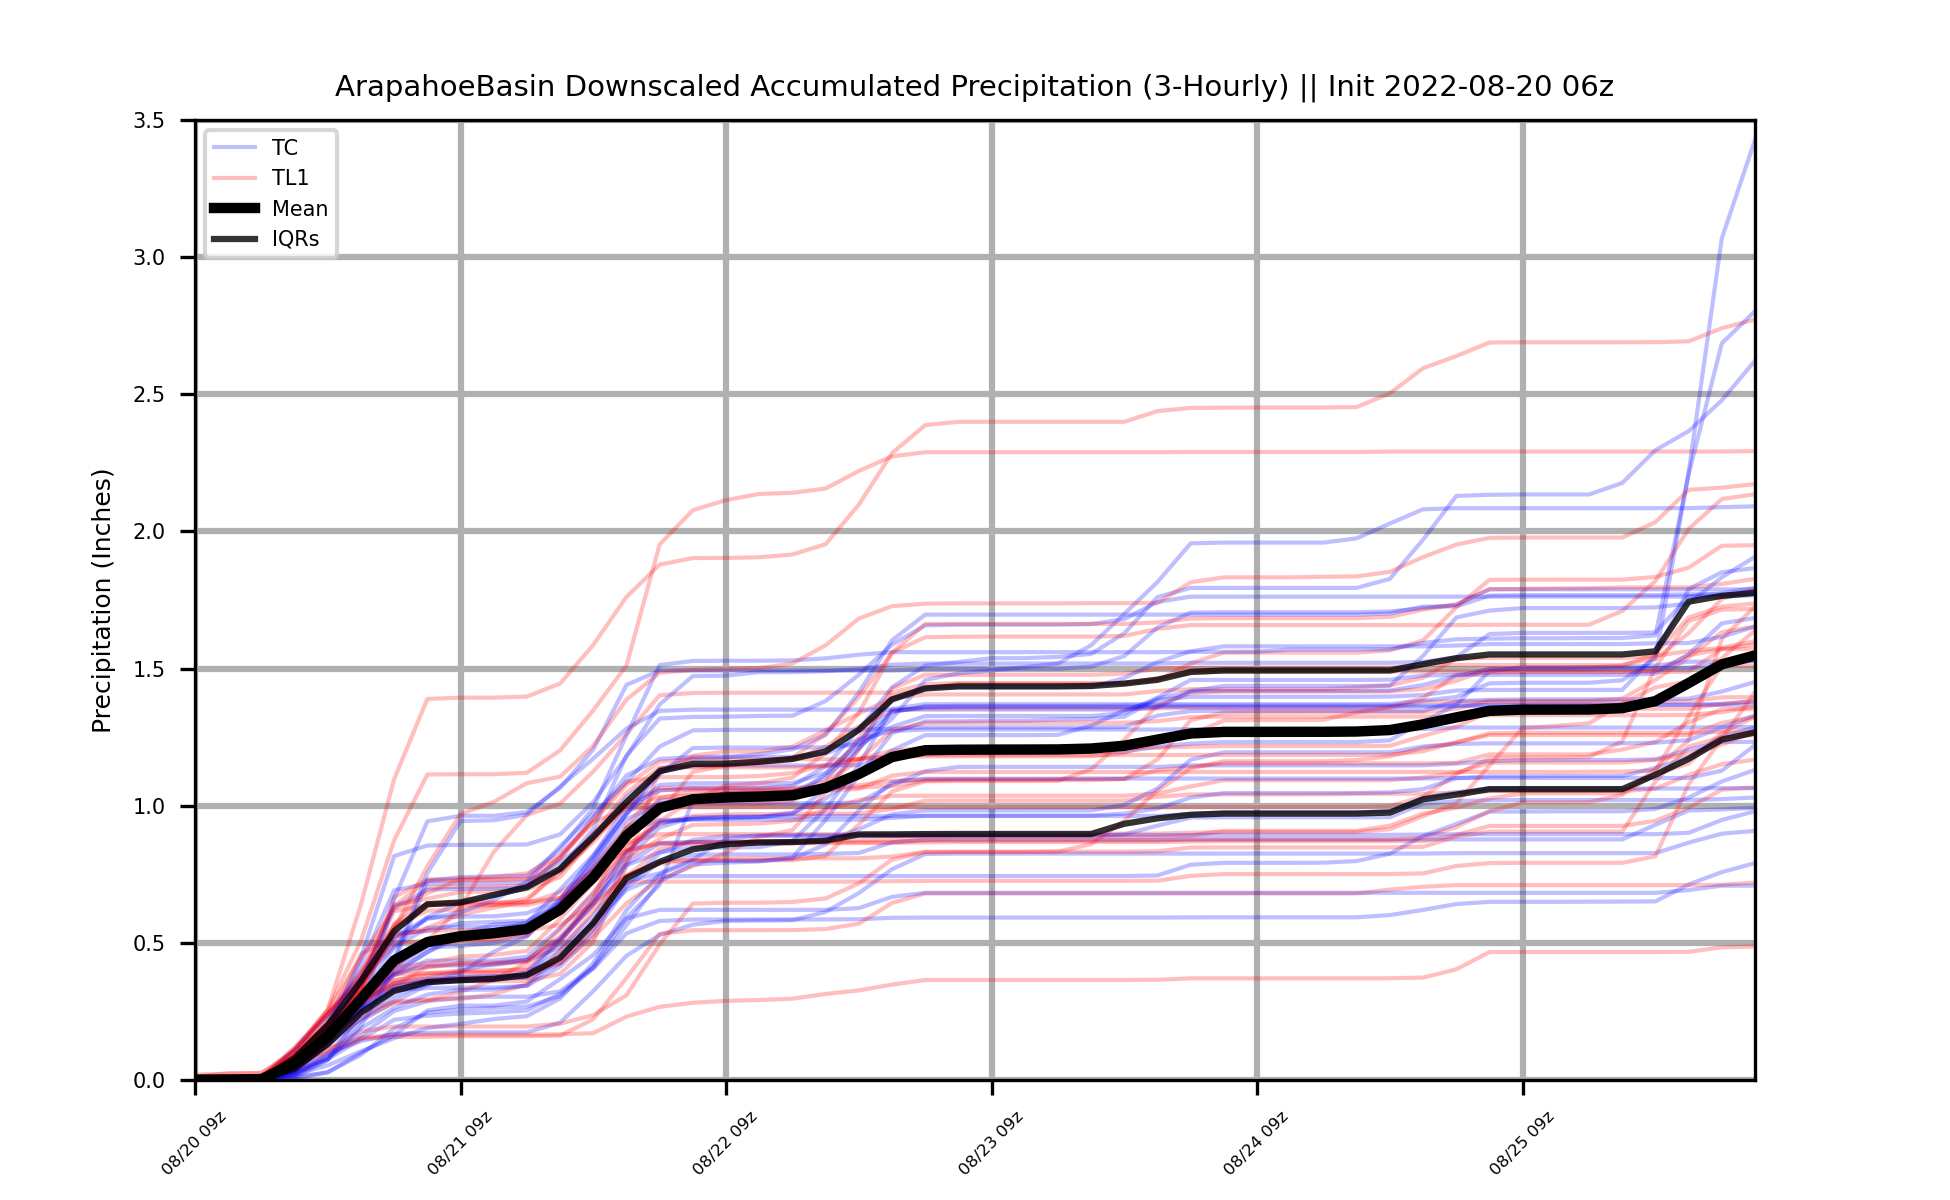 ArapahoeBasin Downscaled Accumulated Precipitation (3-Hourly) || Init 2022-08-20 06z
TC
TL1
Mean
IQRs
Precipitation (Inches)
3.5
3.0
2.5
2.0
1.5
1.0
0.5
0.0
08/20 09z
08/21 09z
08/22 09z
08/23 09z
08/24 09z
08/25 09z